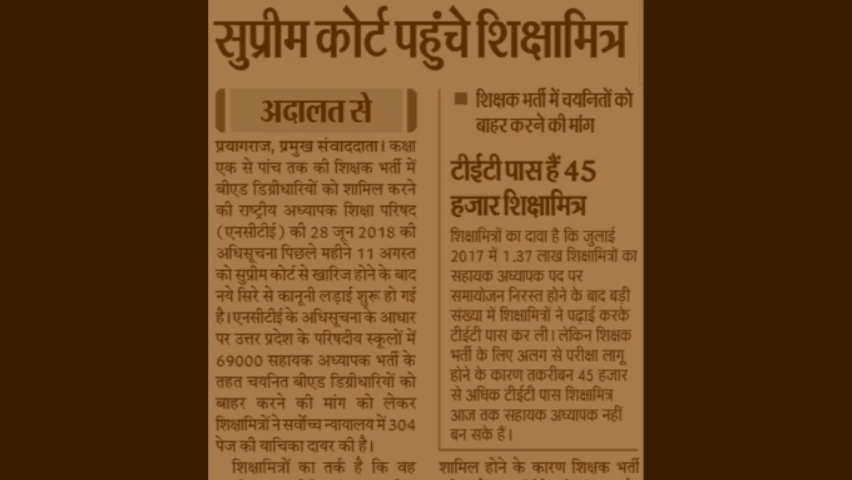 सुप्रीम कोर्ट पहुंचे शिक्षामित्र
अदालत से
प्रयागराज, प्रमुख संवाददाता। कक्षा
एक से पांच तक की शिक्षक भर्ती में
बीएड डिग्रीधारियों को शामिल करने
की राष्ट्रीय अध्यापक शिक्षा परिषद
(एनसीटीई) की 28 जून 2018 की
अधिसूचना पिछले महीने 11 अगस्त
को सुप्रीम कोर्ट से खारिज होने के बाद
नये सिरे से कानूनी लड़ाई शुरू हो गई
है। एनसीटीई के अधिसूचना के आधार
पर उत्तर प्रदेश के परिषदीय स्कूलों में
69000 सहायक अध्यापक भर्ती के
तहत चयनित बीएड डिग्रीधारियों को
बाहर करने की मांग को लेकर
शिक्षामित्रों ने सर्वोच्च न्यायालय में 304
पेज की याचिका दायर की है।
शिक्षामित्रों का तर्क है कि वह
शिक्षक भर्ती में चयनितों को
बाहर करने की मांग
टीईटी पास हैं 45
हजार शिक्षामित्र
शिक्षामित्रों का दावा है कि जुलाई
2017 में 1.37 लाख शिक्षामित्रों का
सहायक अध्यापक पद पर
समायोजन निरस्त होने के बाद बड़ी
संख्या में शिक्षामित्रों ने पढ़ाई करके
टीईटी पास कर ली। लेकिन शिक्षक
भर्ती के लिए अलग से परीक्षा लागू
होने के कारण तकरीबन 45 हजार
से अधिक टीईटी पास शिक्षामित्र
आज तक सहायक अध्यापक नहीं
बन सके हैं।
शामिल होने के कारण शिक्षक भर्ती